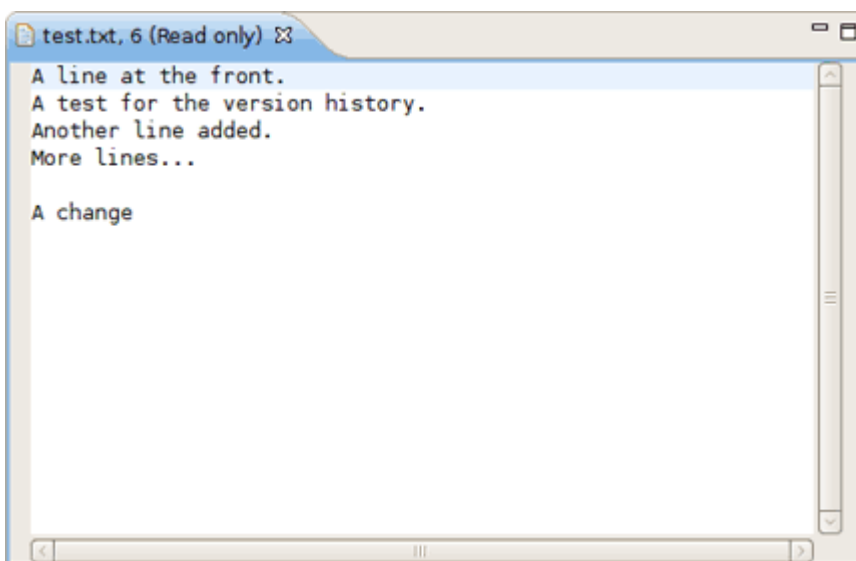 test.txt, 6 (Read only)
A line at the front.
A test for the version history.
Another line added.
More lines...
A change